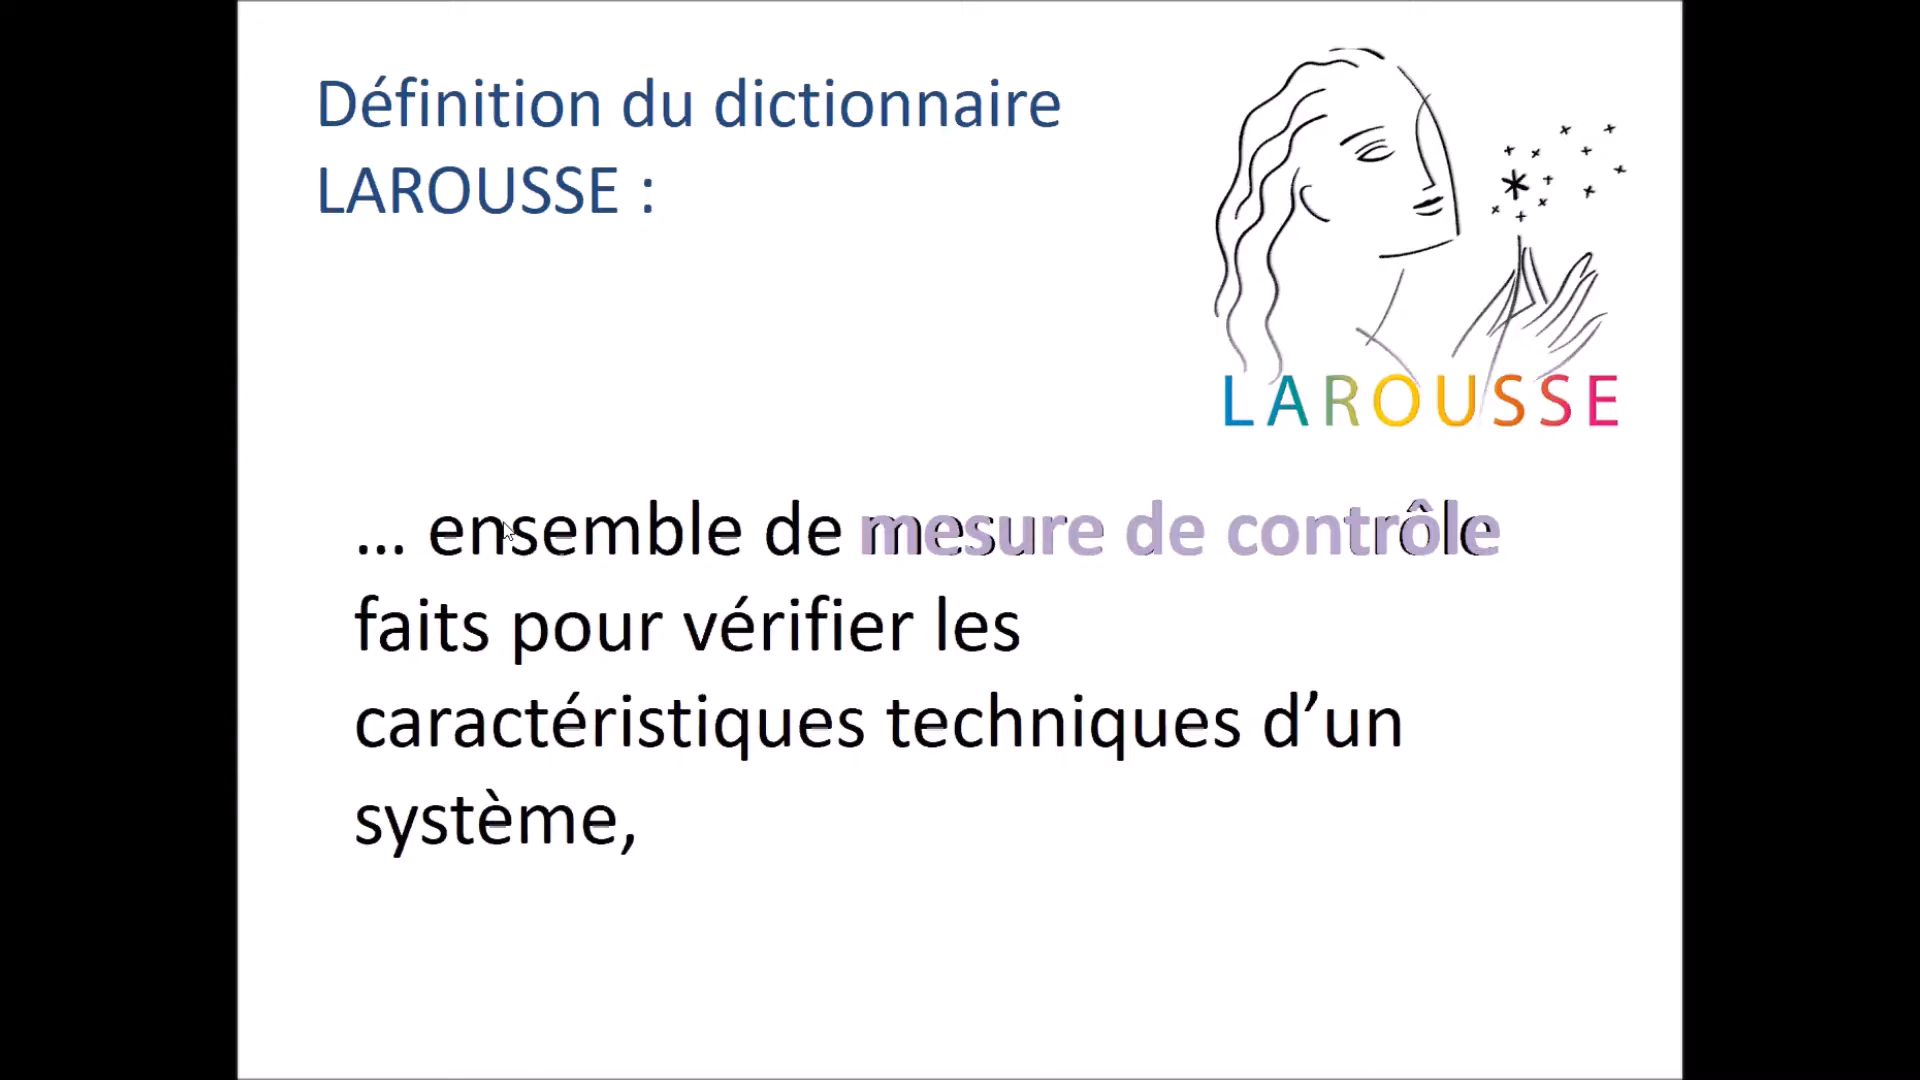 Définition du dictionnaire
LAROUSSE :
LAROUSSE
... ensemble de mesure de contrôle
faits pour vérifier les
caractéristiques techniques d’un
système,